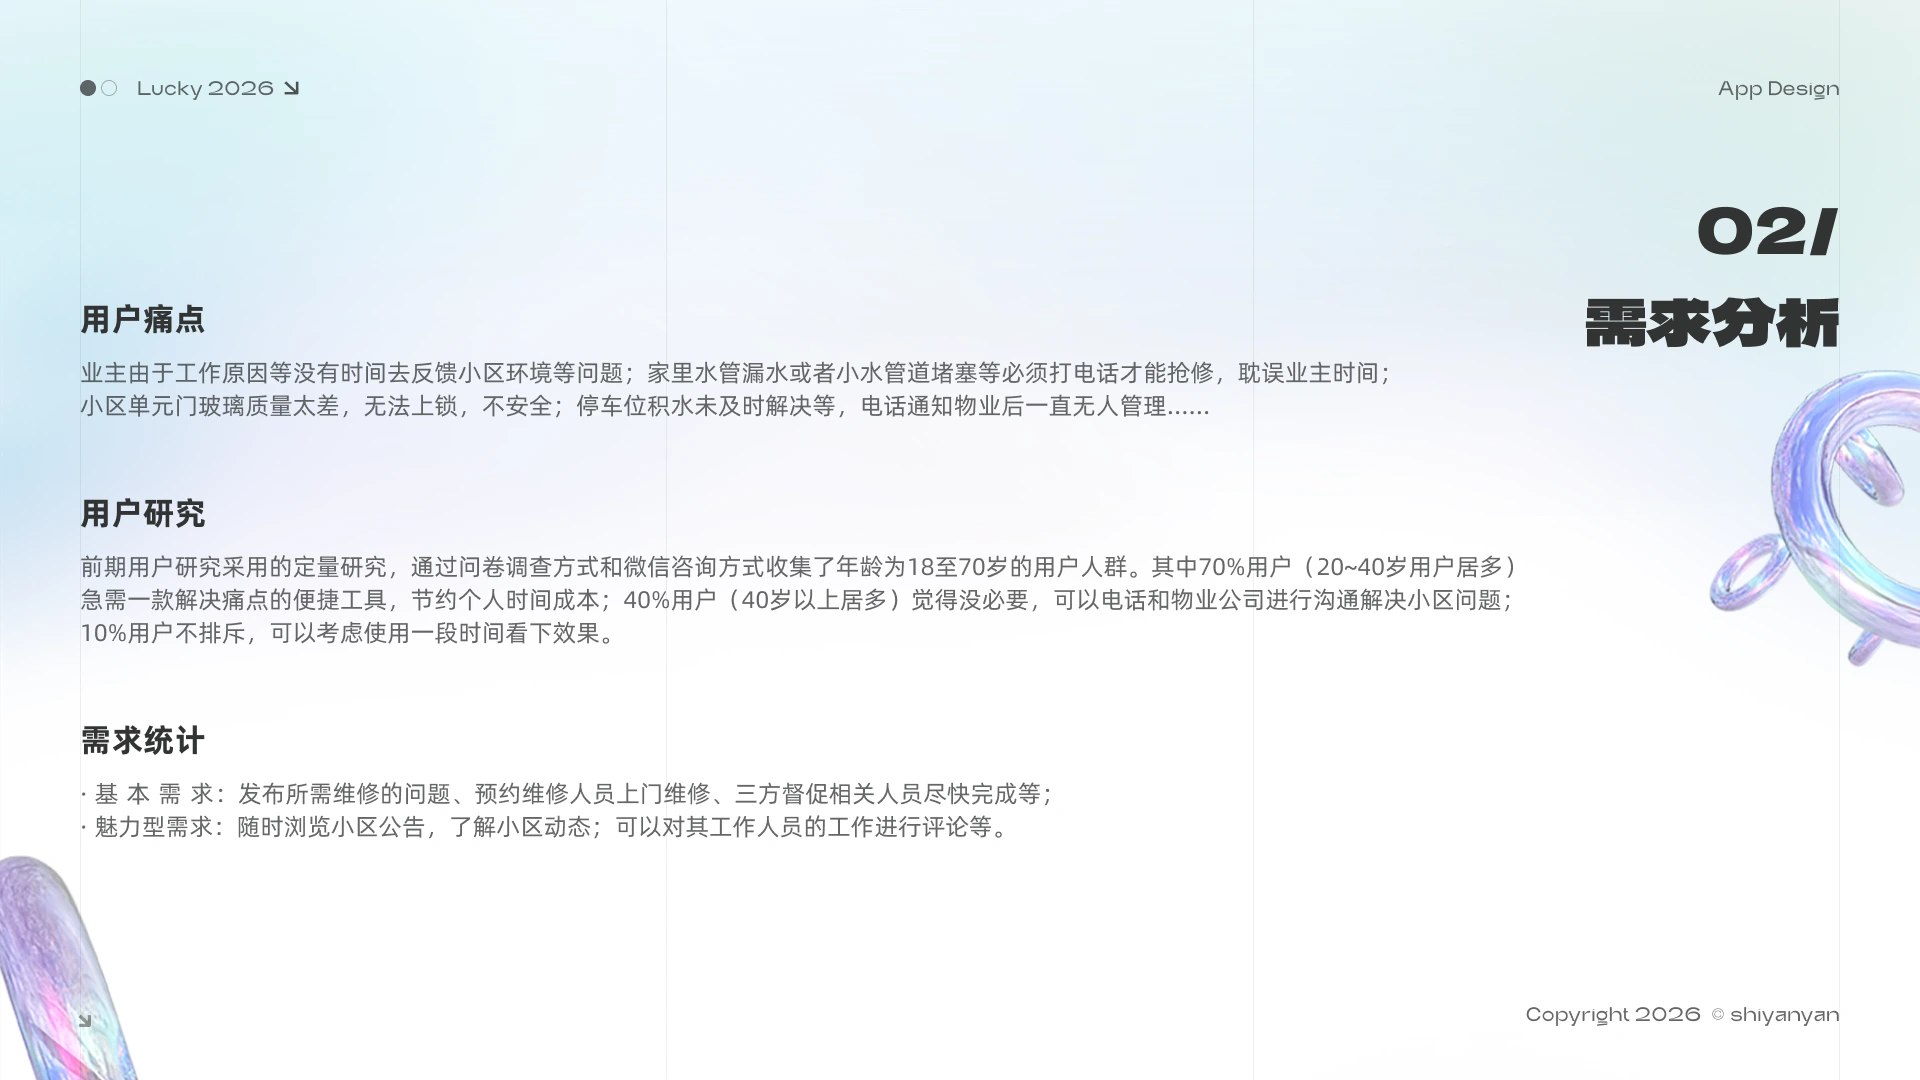 Lucky 2026
App Design
02/
需求分析
用户痛点
业主由于工作原因等没有时间去反馈小区环境等问题；家里水管漏水或者小水管道堵塞等必须打电话才能抢修，耽误业主时间；
小区单元门玻璃质量太差，无法上锁，不安全；停车位积水未及时解决等，电话通知物业后一直无人管理......
用户研究
前期用户研究采用的定量研究，通过问卷调查方式和微信咨询方式收集了年龄为18至70岁的用户人群。其中70%用户（20~40岁用户居多）
急需一款解决痛点的便捷工具，节约个人时间成本；40%用户（40岁以上居多）觉得没必要，可以电话和物业公司进行沟通解决小区问题；
10%用户不排斥，可以考虑使用一段时间看下效果。
需求统计
· 基 本 需 求：发布所需维修的问题、预约维修人员上门维修、三方督促相关人员尽快完成等；
· 魅力型需求：随时浏览小区公告，了解小区动态；可以对其工作人员的工作进行评论等。
Copyright 2026 © shiyanyan